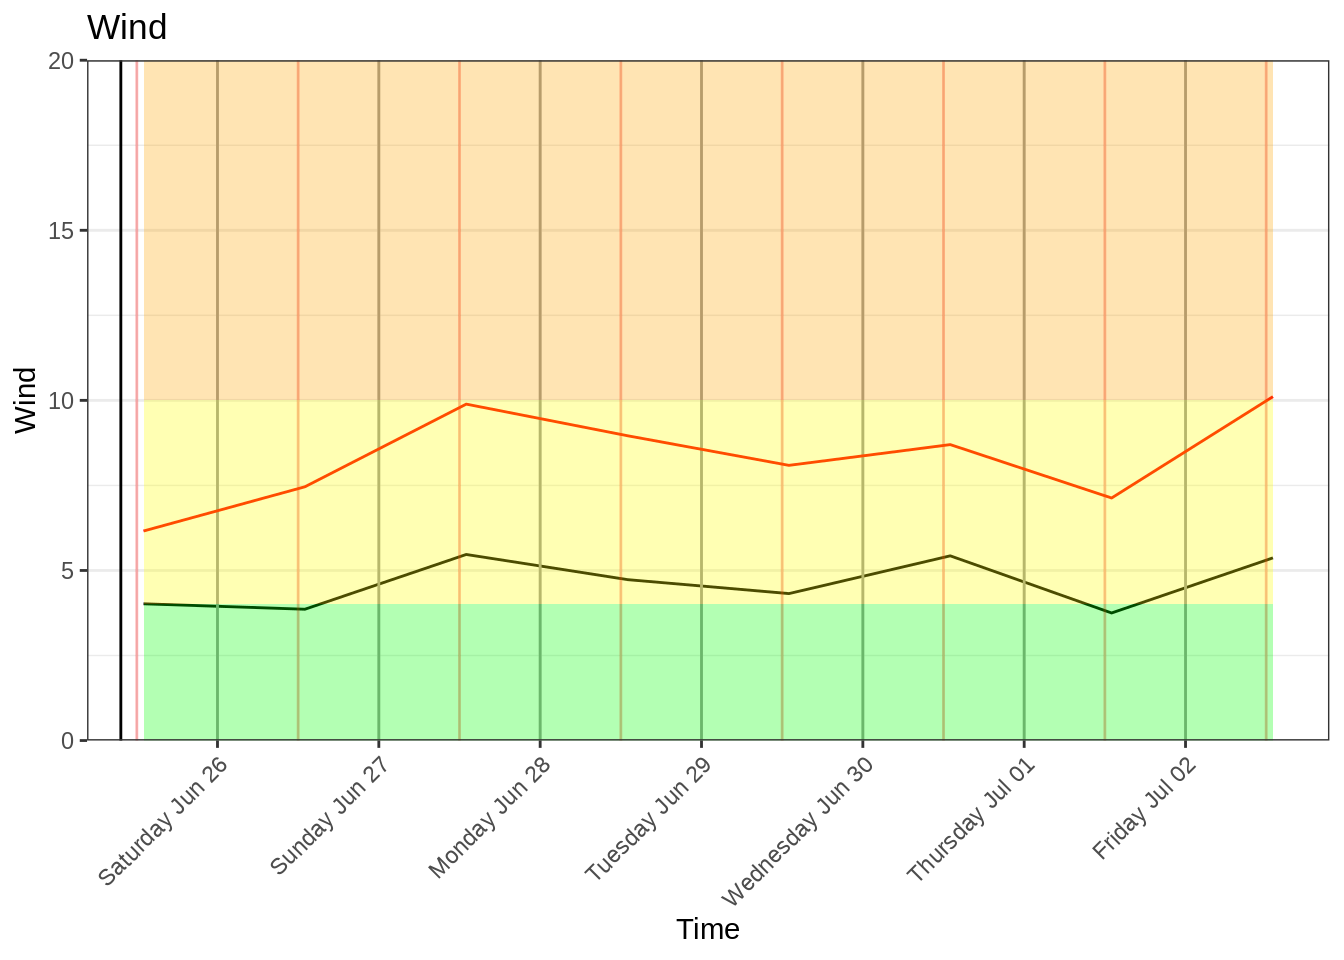 Wind
20
15
10
5
0
Wind
Saturday Jun 26
Sunday Jun 27
Monday Jun 28
Tuesday Jun 29
Wednesday Jun 30
Thursday Jul 01
Friday Jul 02
Time